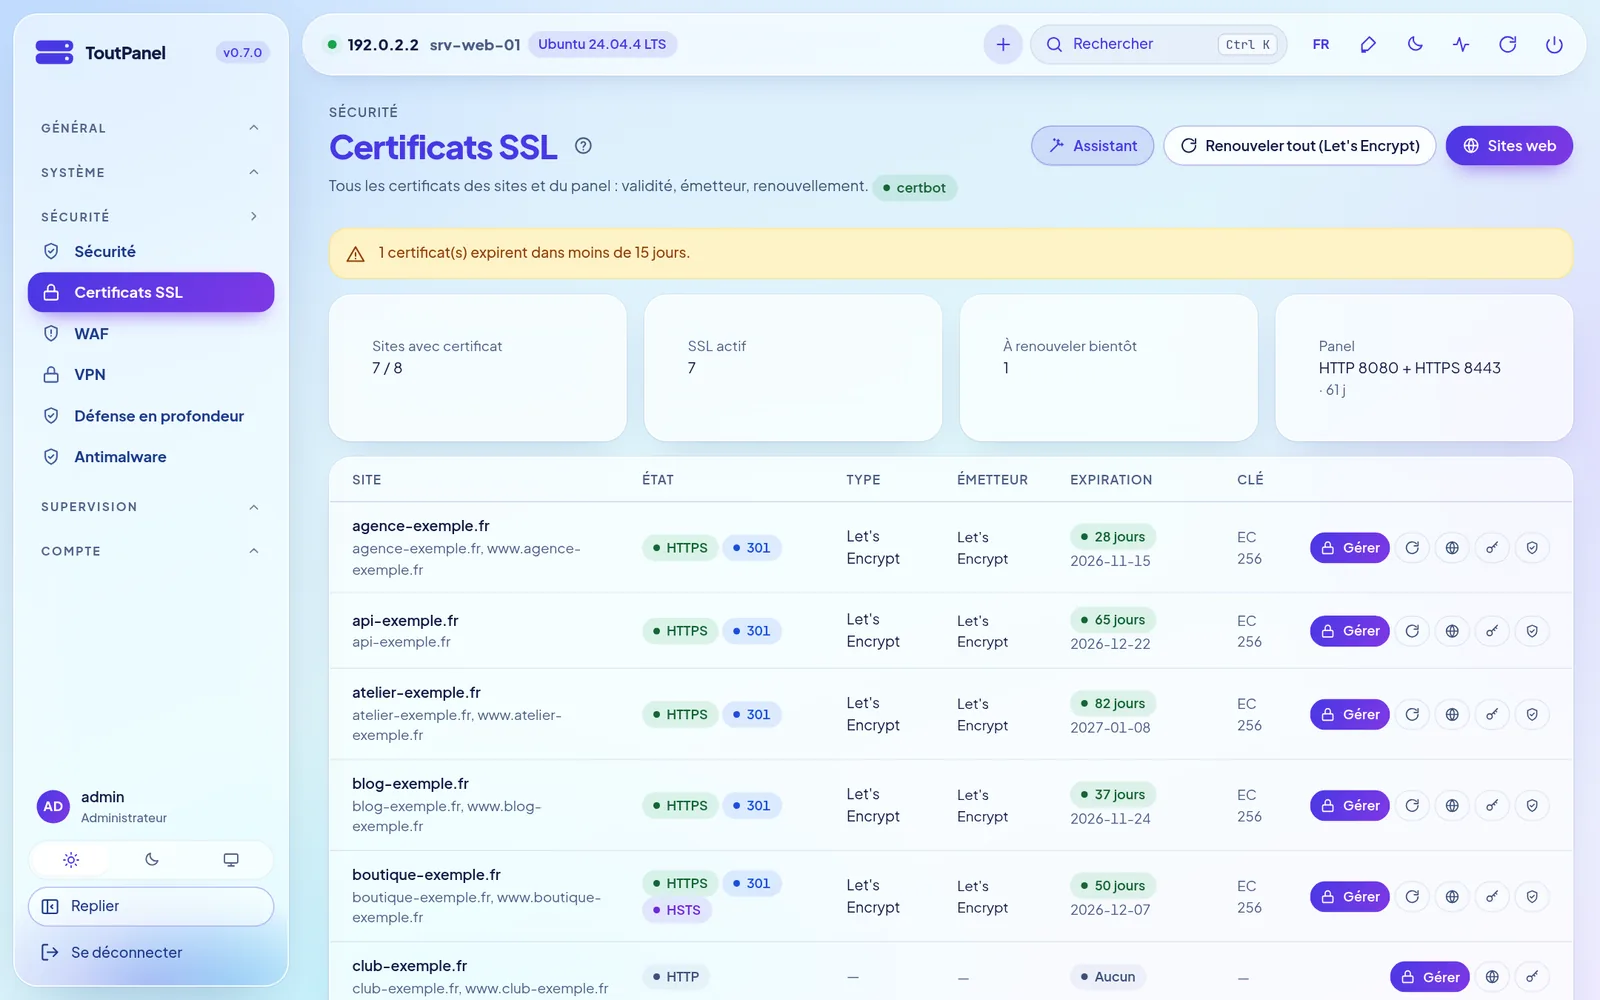 ToutPanel
v0.7.0
192.0.2.2 srv-web-01 Ubuntu 24.04.4 LTS
Rechercher Ctrl K
FR
GÉNÉRAL
SYSTÈME
SÉCURITÉ
Sécurité
Certificats SSL
WAF
VPN
Défense en profondeur
Antimalware
SUPERVISION
COMPTE
AD
admin
Administrateur
Replier
Se déconnecter
SÉCURITÉ
Certificats SSL
Assistant
Renouveler tout (Let's Encrypt)
Sites web
Tous les certificats des sites et du panel : validité, émetteur, renouvellement. certbot
1 certificat(s) expirent dans moins de 15 jours.
Sites avec certificat
7 / 8
SSL actif
7
À renouveler bientôt
1
Panel
HTTP 8080 + HTTPS 8443
· 61 j
SITE ÉTAT TYPE ÉMETTEUR EXPIRATION CLÉ
agence-exemple.fr
agence-exemple.fr, www.agence-
exemple.fr
HTTPS 301
Let's
Encrypt
Let's
Encrypt
28 jours
2026-11-15
EC
256
Gérer
api-exemple.fr
api-exemple.fr
HTTPS 301
Let's
Encrypt
Let's
Encrypt
65 jours
2026-12-22
EC
256
Gérer
atelier-exemple.fr
atelier-exemple.fr, www.atelier-
exemple.fr
HTTPS 301
Let's
Encrypt
Let's
Encrypt
82 jours
2027-01-08
EC
256
Gérer
blog-exemple.fr
blog-exemple.fr, www.blog-
exemple.fr
HTTPS 301
Let's
Encrypt
Let's
Encrypt
37 jours
2026-11-24
EC
256
Gérer
boutique-exemple.fr
boutique-exemple.fr, www.boutique-
exemple.fr
HTTPS 301
HSTS
Let's
Encrypt
Let's
Encrypt
50 jours
2026-12-07
EC
256
Gérer
club-exemple.fr
club-exemple.fr, www.club-exemple.fr
HTTP
—
—
Aucun
—
Gérer